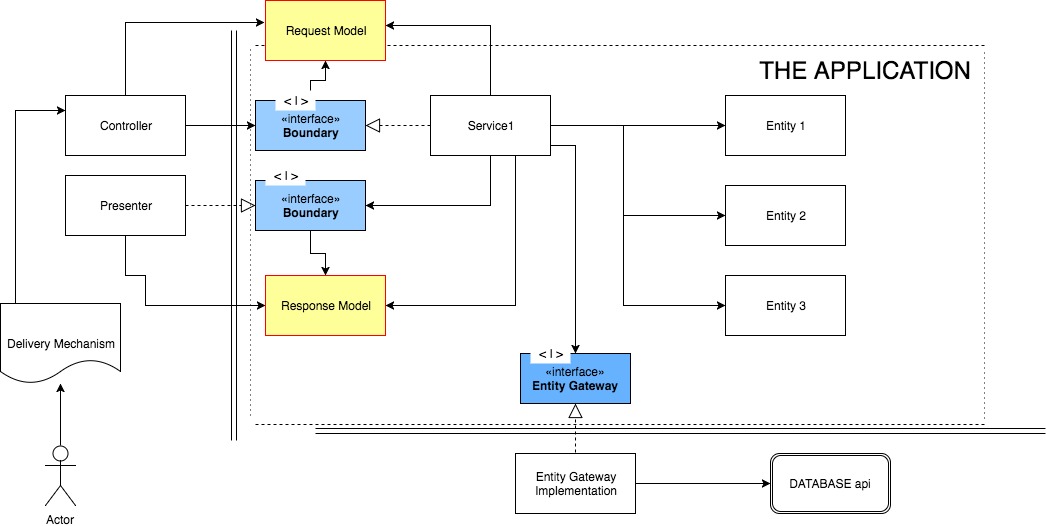 Request Model
THE APPLICATION
<I>
«interface»
Boundary
Controller
Service1
Entity 1
<I>
«interface»
Boundary
Presenter
Entity 2
Response Model
Entity 3
Delivery Mechanism
<I>
«interface»
Entity Gateway
Entity Gateway
Implementation
DATABASE api
Actor